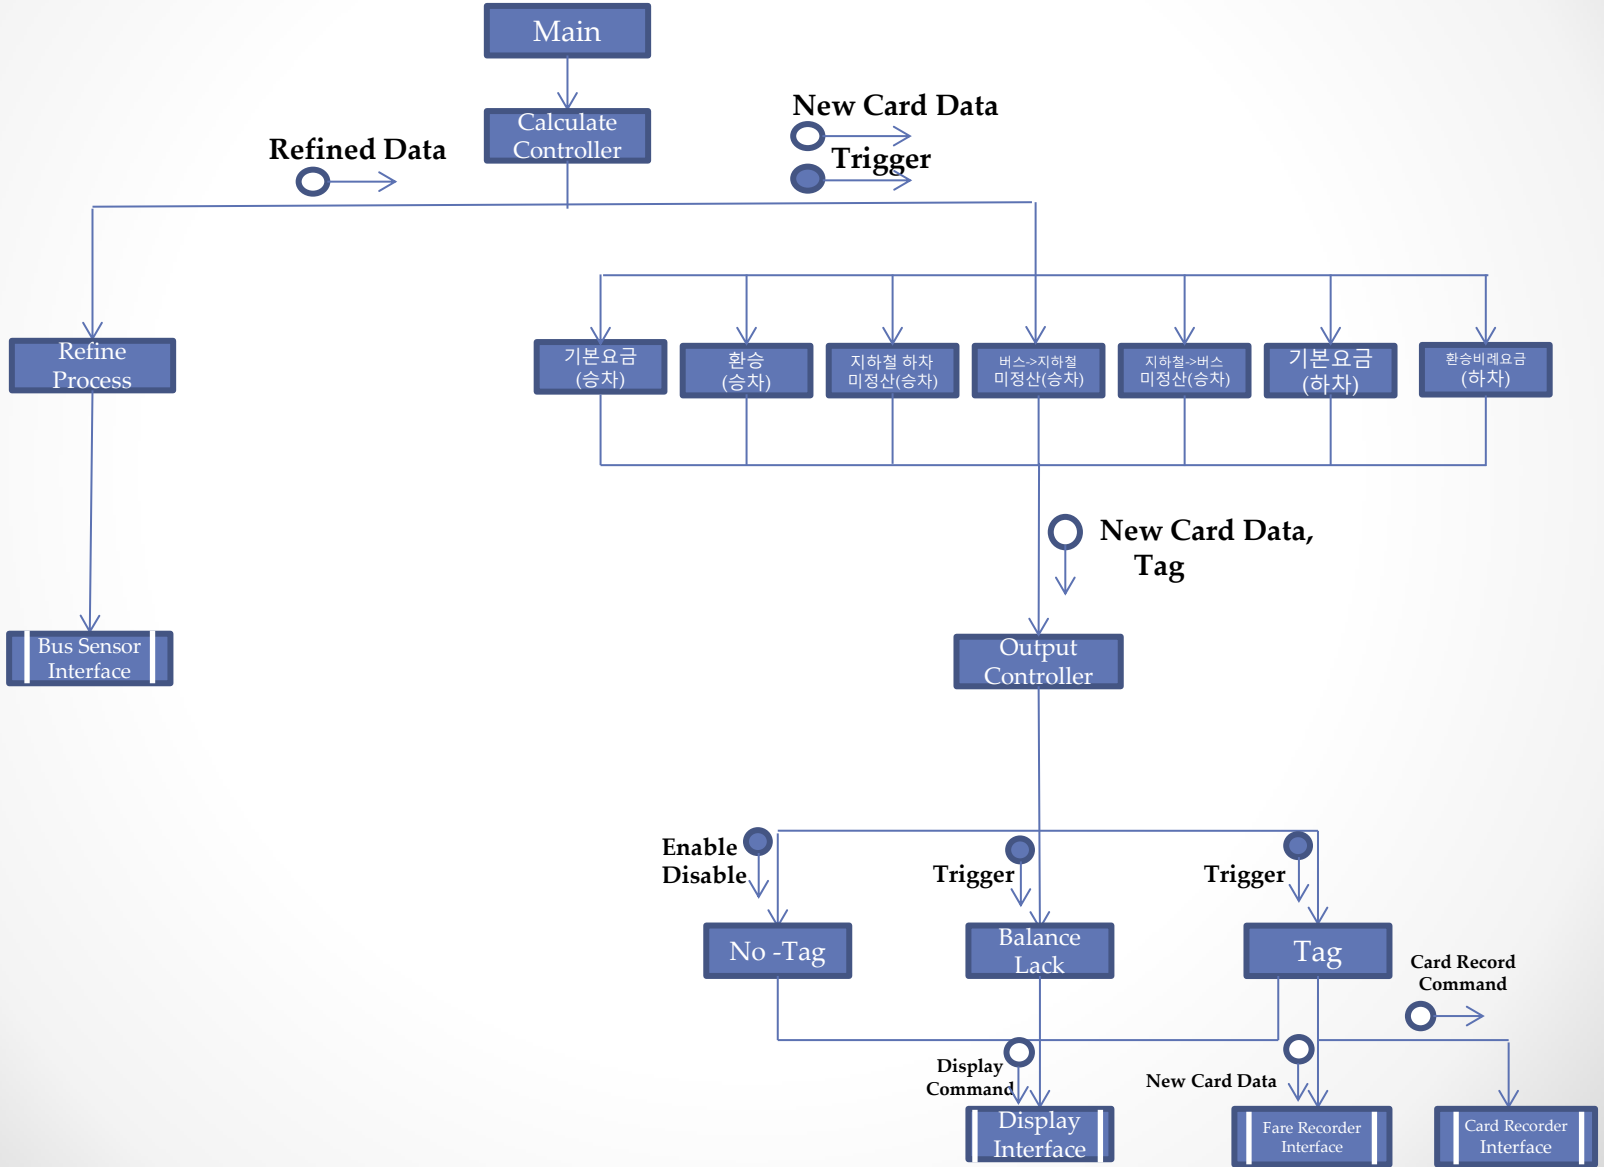 Main
New Card Data
Calculate
Controller
Refined Data
Trigger
Refine
Process
기본요금
(승차)
환승
(승차)
지하철 하차
미정산(승차)
버스->지하철
미정산(승차)
지하철->버스
미정산(승차)
기본요금
(하차)
환승비례요금
(하차)
New Card Data,
Tag
Bus Sensor
Interface
Output
Controller
Enable
Disable
Trigger
Trigger
No -Tag
Balance
Lack
Tag
Card Record
Command
Display
Command
New Card Data
Display
Interface
Fare Recorder
Interface
Card Recorder
Interface